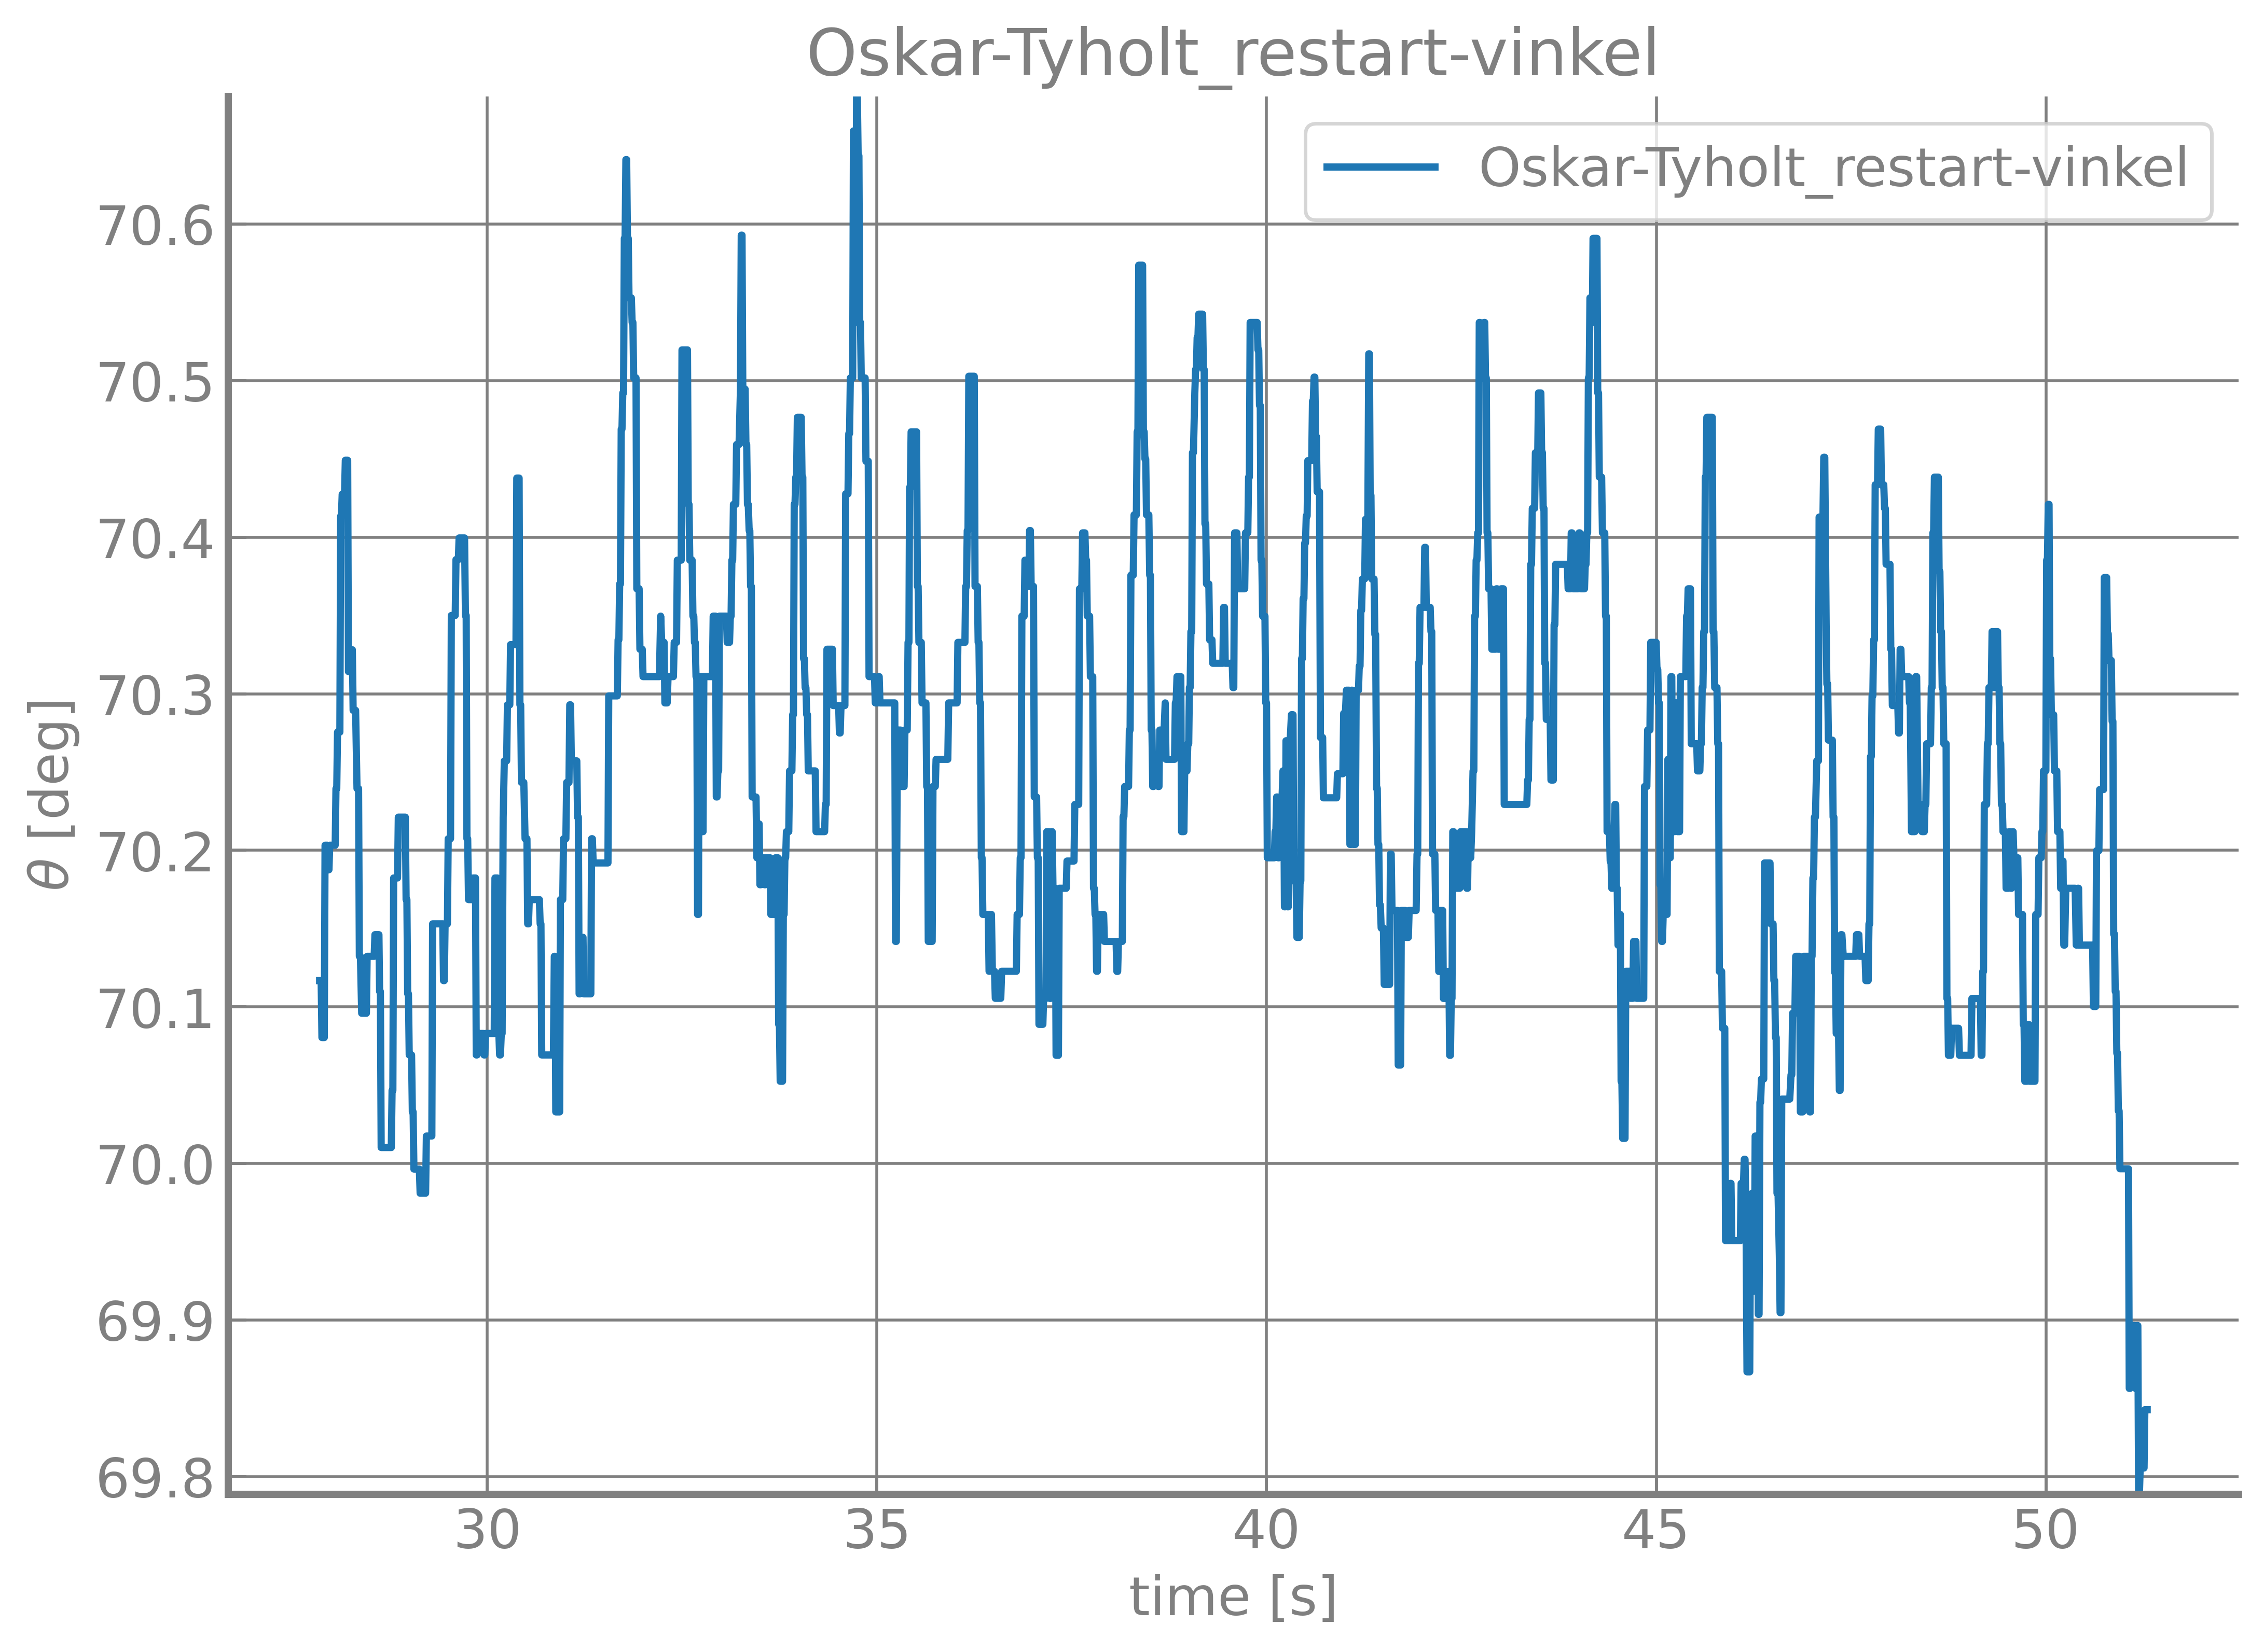 Oskar-Tyholt_restart-vinkel
Oskar-Tyholt_restart-vinkel
70.6
70.5
70.4
70.3
70.2
70.1
70.0
69.9
69.8
θ [deg]
30 35 40 45 50
time [s]